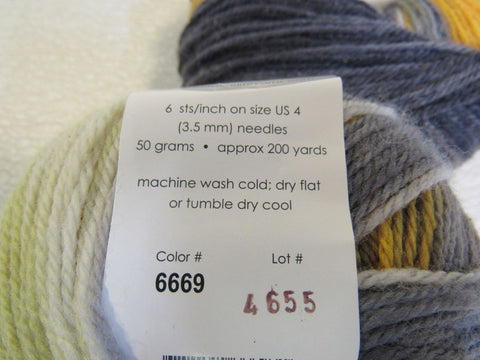 6 sts/inch on size US 4
(3.5 mm) needles
50 grams • approx 200 yards
machine wash cold; dry flat
or tumble dry cool
Color # Lot #
6669 4655